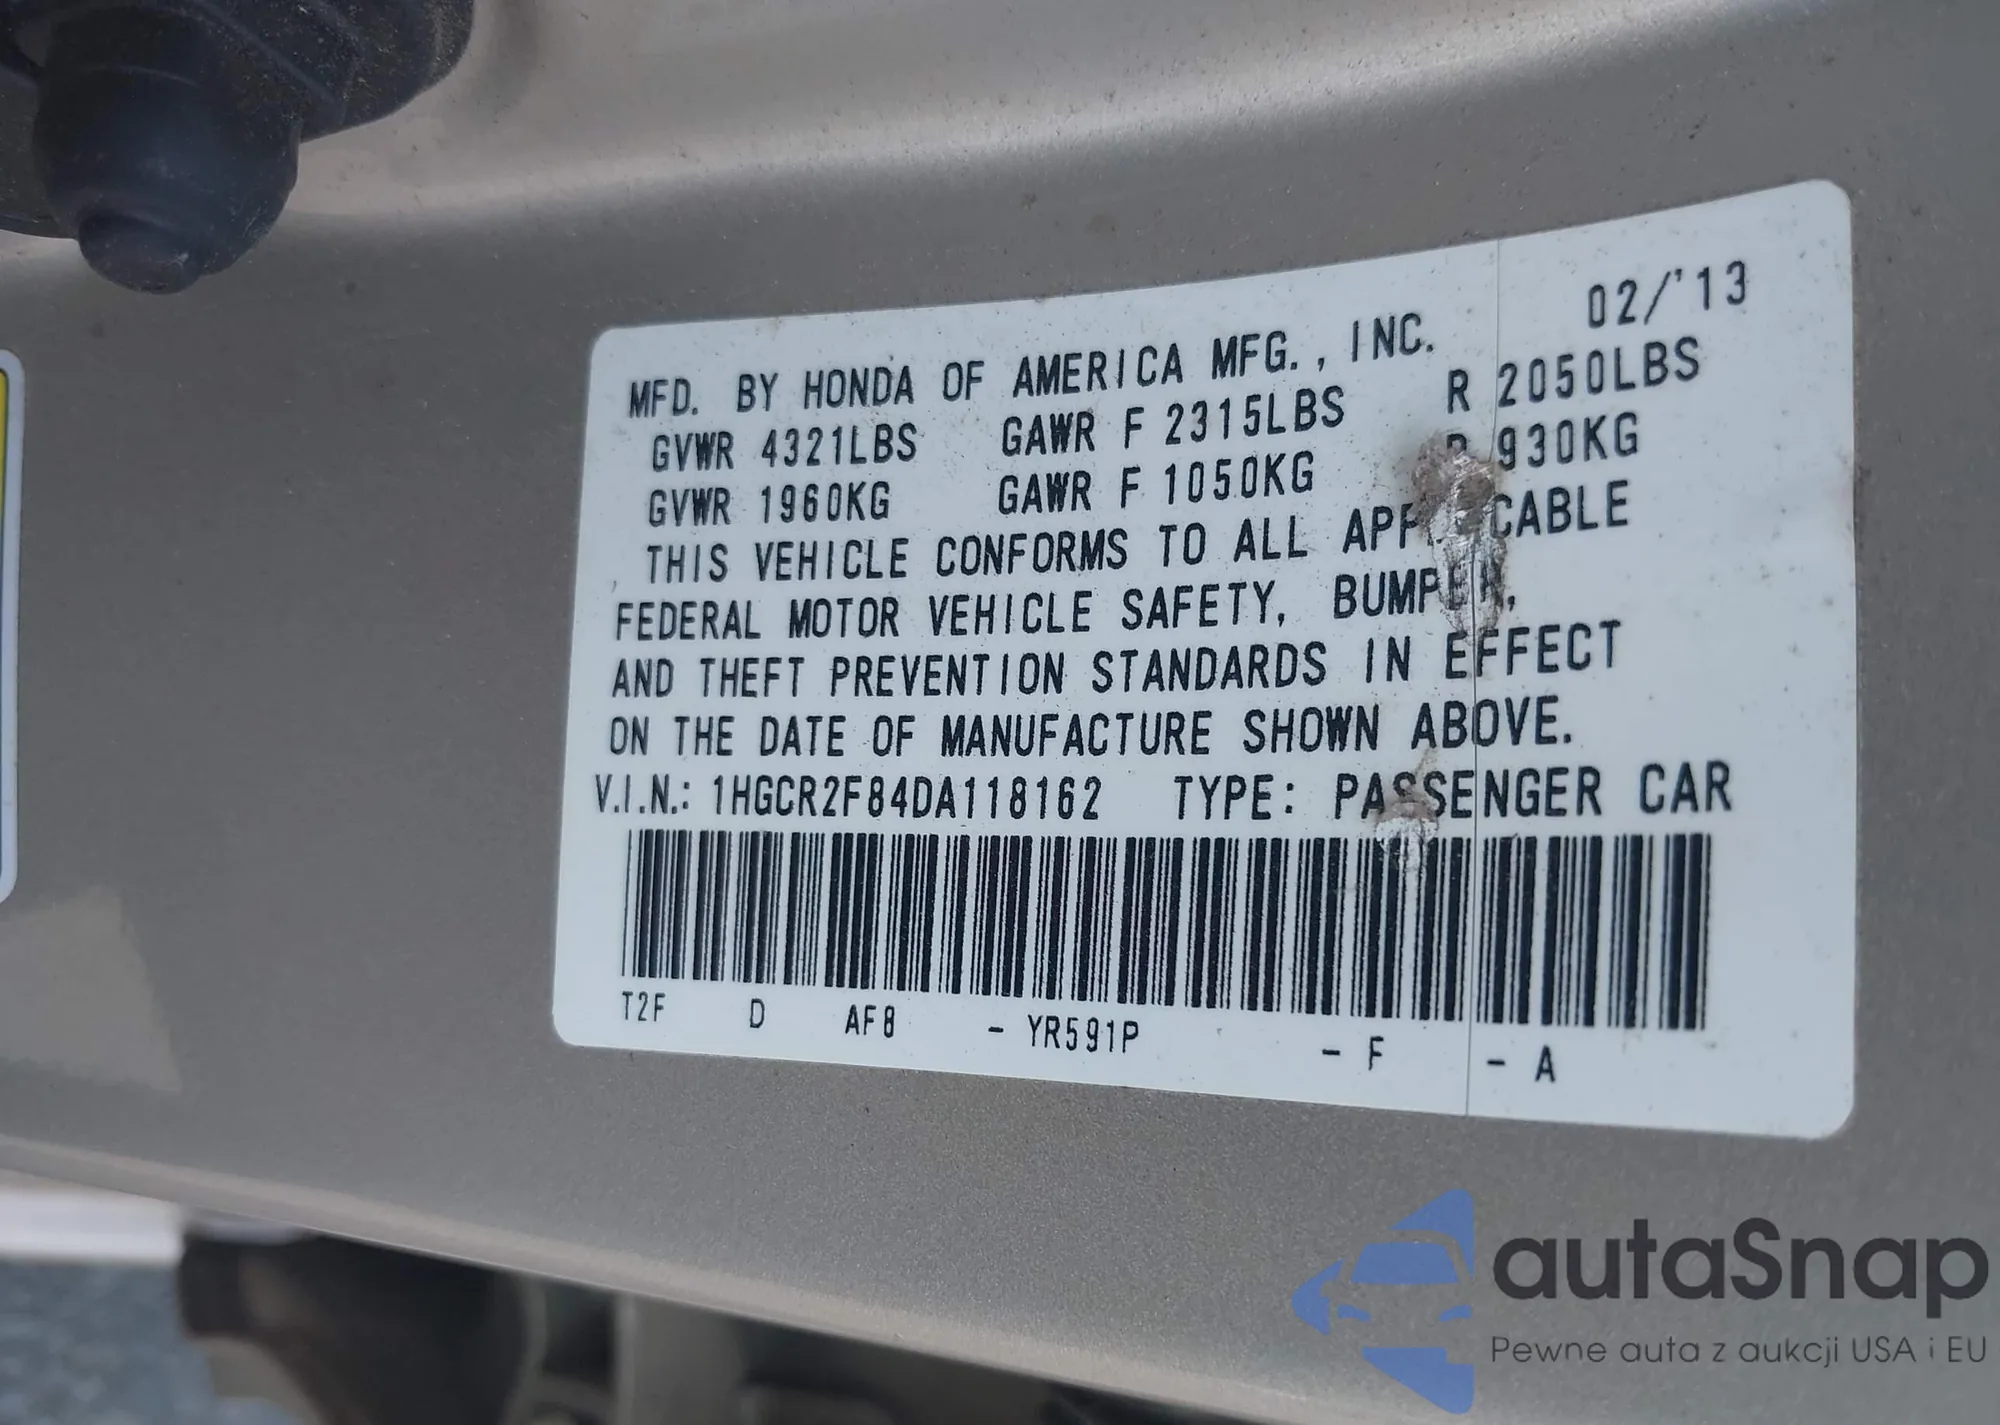 02/'13
MFD. BY HONDA OF AMERICA MFG., INC.
GVWR 4321LBS GAWR F 2315LBS R 2050LBS
GVWR 1960KG GAWR F 1050KG R 930KG
THIS VEHICLE CONFORMS TO ALL APPLICABLE
FEDERAL MOTOR VEHICLE SAFETY, BUMPER,
AND THEFT PREVENTION STANDARDS IN EFFECT
ON THE DATE OF MANUFACTURE SHOWN ABOVE.
V.I.N.: 1HGCR2F84DA118162 TYPE: PASSENGER CAR
T2F D AF8 - YR591P - F - A
autaSnap
Pewne auta z aukcji USA i EU